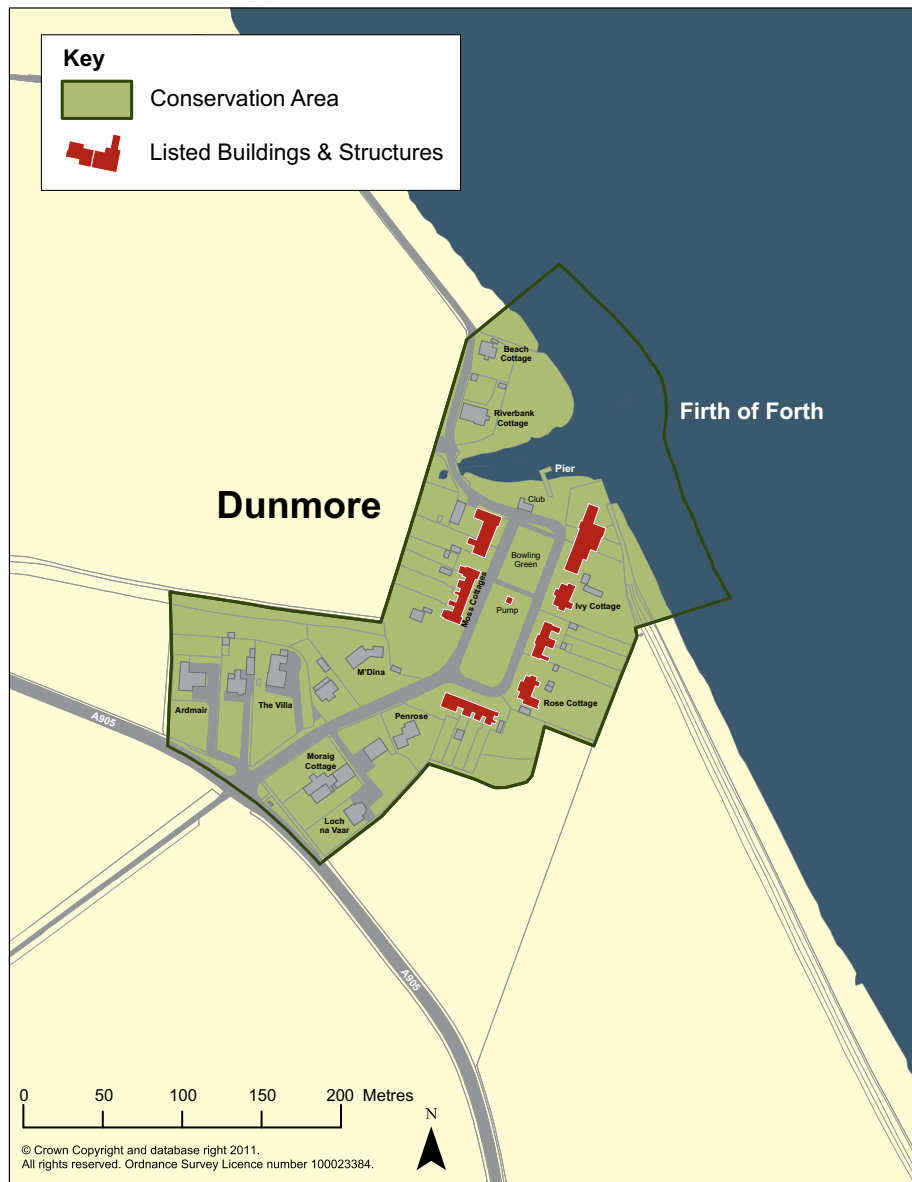 Key
Conservation Area
Listed Buildings & Structures
Beach
Cottage
Riverbank
Cottage
Firth of Forth
Pier
Dunmore
Club
Bowling
Green
Moss Cottages
Pump
Ivy Cottage
M'Dina
Rose Cottage
Ardmair
The Villa
Penrose
A905
Moraig
Cottage
Loch
na Vaar
A905
0 50 100 150 200 Metres
N
© Crown Copyright and database right 2011.
All rights reserved. Ordnance Survey Licence number 100023384.